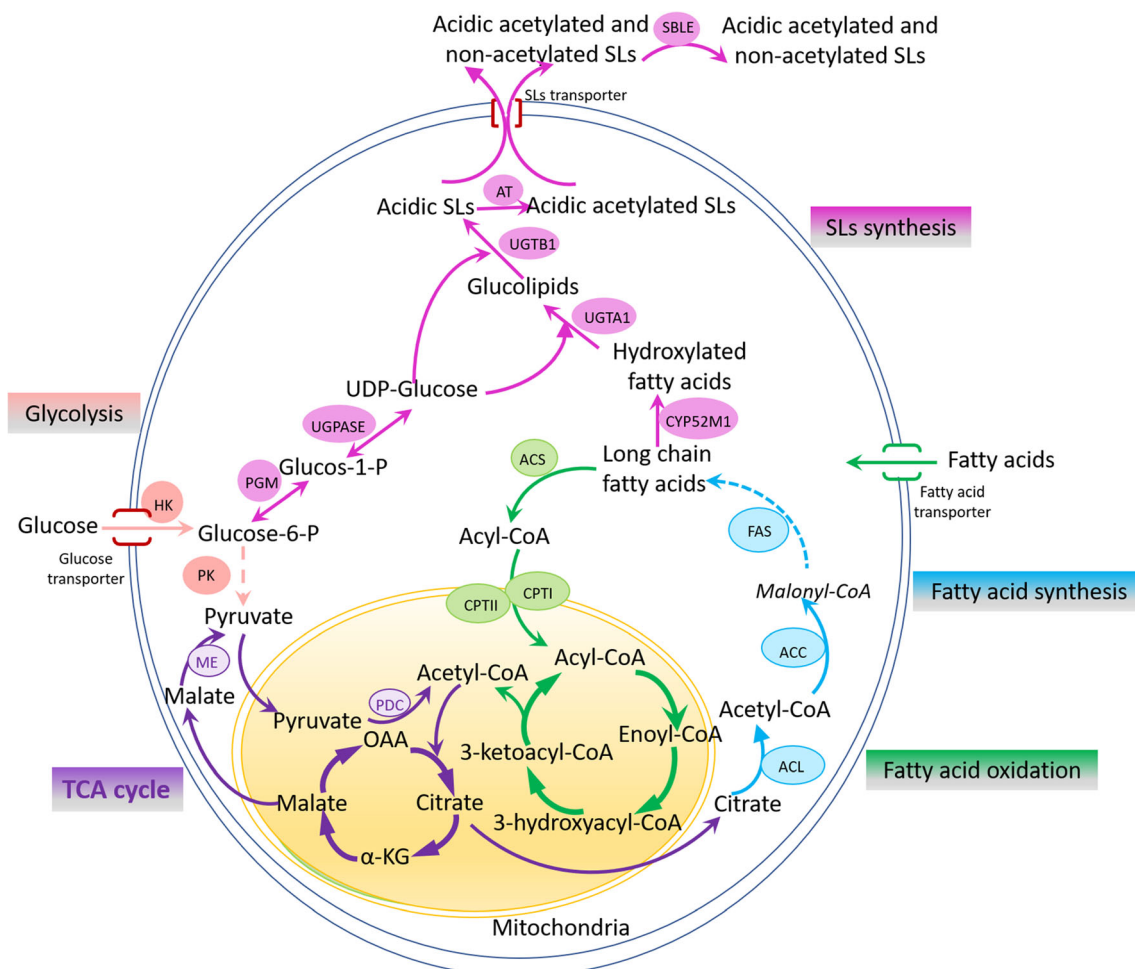 Acidic acetylated and
non-acetylated SLs
SBLE
Acidic acetylated and
non-acetylated SLs
SLs transporter
AT
Acidic SLs
Acidic acetylated SLs
SLs synthesis
UGTB1
Glucolipids
UGTA1
Hydroxylated
fatty acids
UDP-Glucose
Glycolysis
UGPASE
CYP52M1
Glucos-1-P
ACS
Long chain
fatty acids
Fatty acids
Fatty acid
transporter
PGM
HK
Glucose
Glucose-6-P
Glucose
transporter
Acyl-CoA
FAS
PK
Malonyl-CoA
Fatty acid synthesis
CPTII
CPTI
Pyruvate
ME
Malate
Acetyl-CoA
Acyl-CoA
ACC
Pyruvate
PDC
Acetyl-CoA
OAA
3-ketoacyl-CoA
Enoyl-CoA
ACL
Fatty acid oxidation
TCA cycle
Malate
Citrate
3-hydroxyacyl-CoA
Citrate
α-KG
Mitochondria